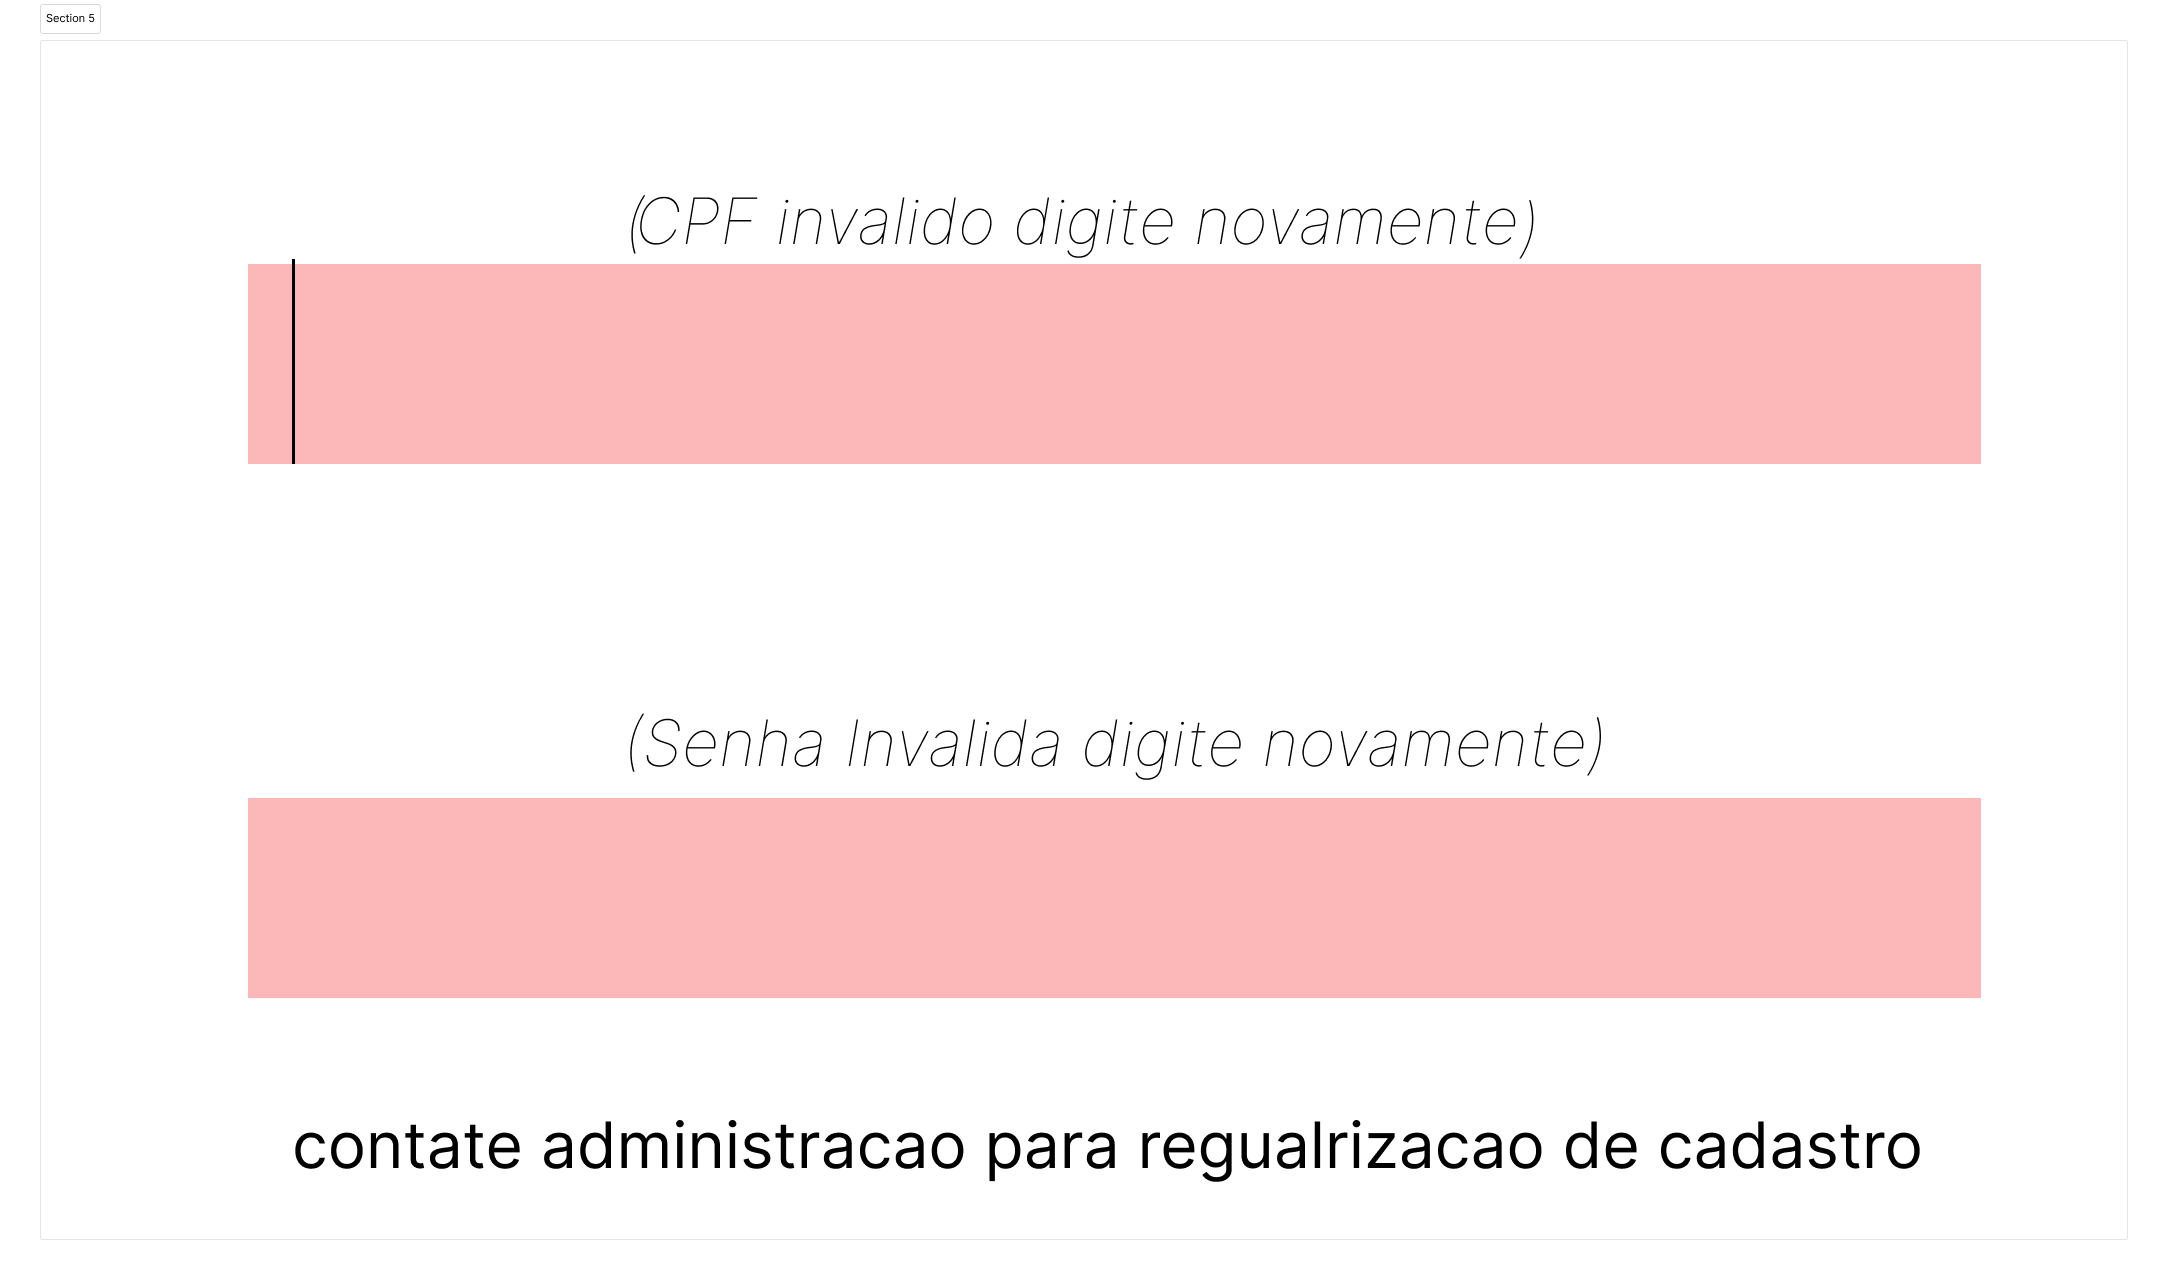 Section 5
(CPF invalido digite novamente)
(Senha Invalida digite novamente)
contate administracao para regualrizacao de cadastro